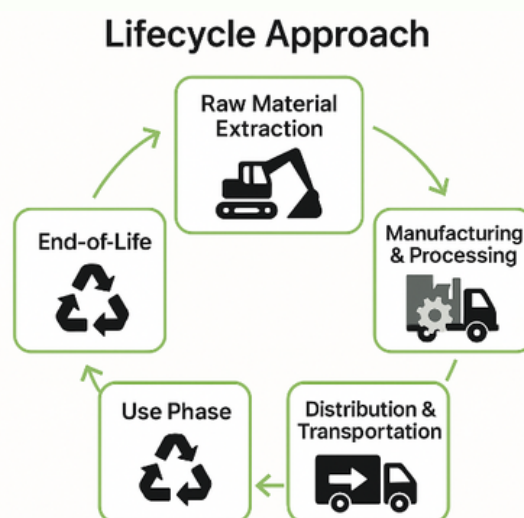 Lifecycle Approach
Raw Material
Extraction
Manufacturing
& Processing
Distribution &
Transportation
Use Phase
End-of-Life